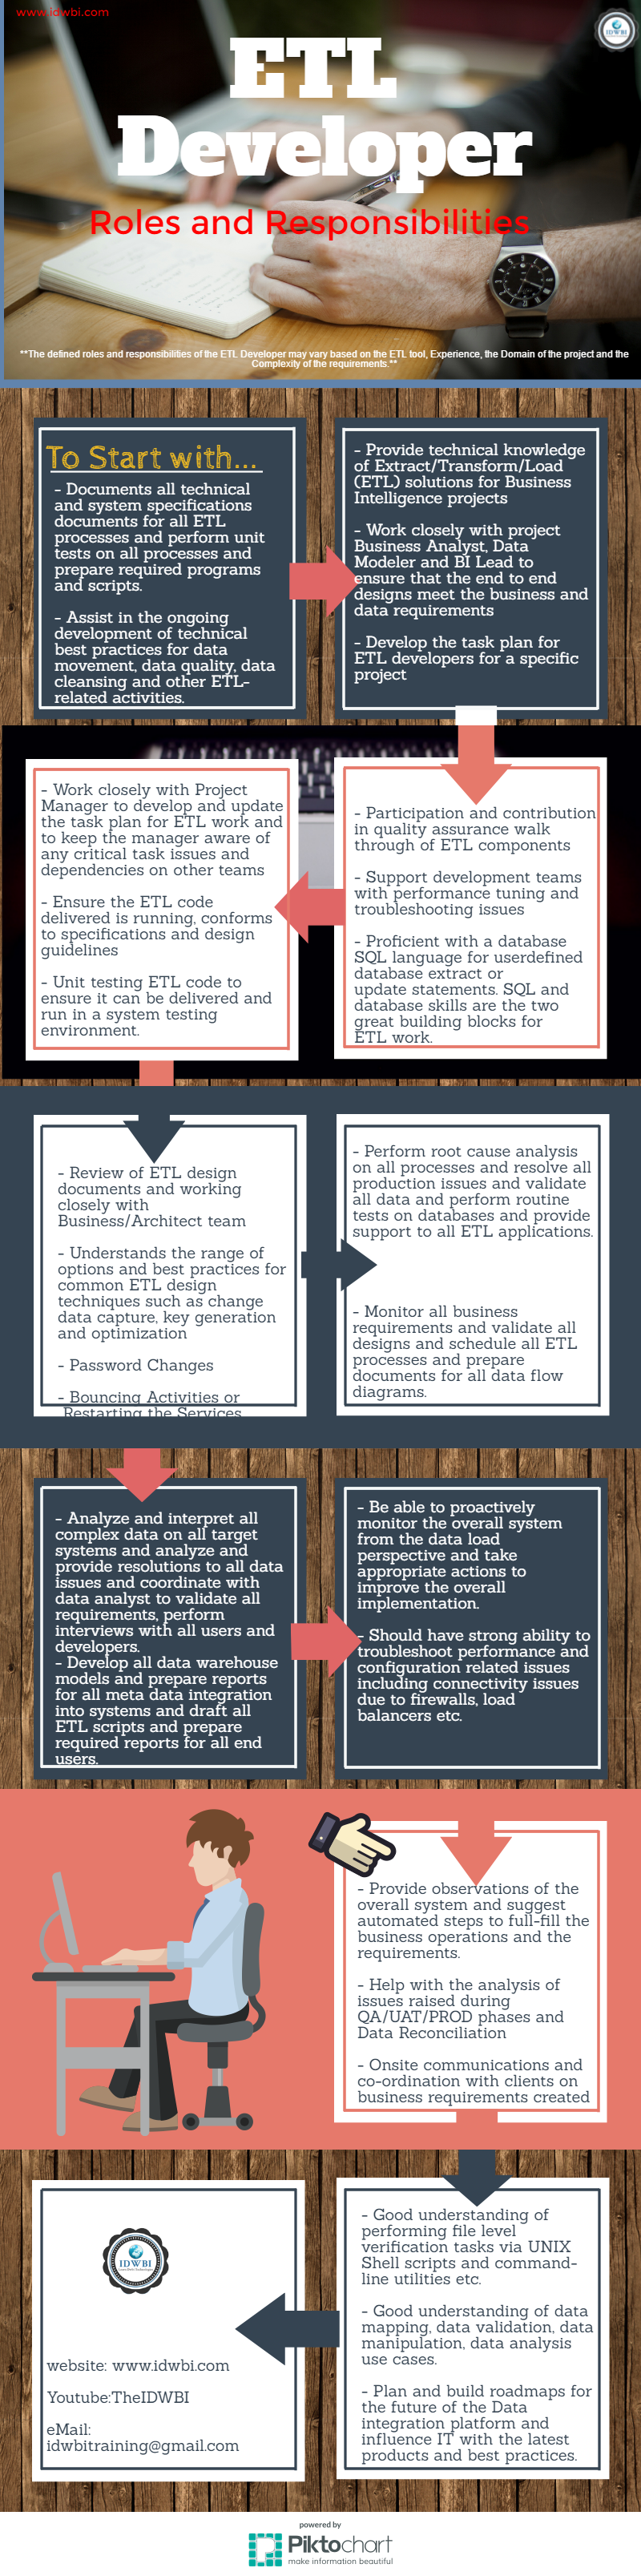 www.idwbi.com
IDWBI
ETL
Developer
Roles and Responsibilities
**The defined roles and responsibilities of the ETL Developer may vary based on the ETL tool, Experience, the Domain of the project and the
Complexity of the requirements.**
To Start with...
- Documents all technical
and system specifications
documents for all ETL
processes and perform unit
tests on all processes and
prepare required programs
and scripts.
- Assist in the ongoing
development of technical
best practices for data
movement, data quality, data
cleansing and other ETL-
related activities.
- Provide technical knowledge
of Extract/Transform/Load
(ETL) solutions for Business
Intelligence projects
- Work closely with project
Business Analyst, Data
Modeler and BI Lead to
ensure that the end to end
designs meet the business and
data requirements
- Develop the task plan for
ETL developers for a specific
project
- Participation and contribution
in quality assurance walk
through of ETL components
- Support development teams
with performance tuning and
troubleshooting issues
- Proficient with a database
SQL language for userdefined
database extract or
update statements. SQL and
database skills are the two
great building blocks for
ETL work.
- Work closely with Project
Manager to develop and update
the task plan for ETL work and
to keep the manager aware of
any critical task issues and
dependencies on other teams
- Ensure the ETL code
delivered is running, conforms
to specifications and design
guidelines
- Unit testing ETL code to
ensure it can be delivered and
run in a system testing
environment.
- Review of ETL design
documents and working
closely with
Business/Architect team
- Understands the range of
options and best practices for
common ETL design
techniques such as change
data capture, key generation
and optimization
- Password Changes
- Bouncing Activities or
Restarting the Services
- Perform root cause analysis
on all processes and resolve all
production issues and validate
all data and perform routine
tests on databases and provide
support to all ETL applications.
- Monitor all business
requirements and validate all
designs and schedule all ETL
processes and prepare
documents for all data flow
diagrams.
- Analyze and interpret all
complex data on all target
systems and analyze and
provide resolutions to all data
issues and coordinate with
data analyst to validate all
requirements, perform
interviews with all users and
developers.
- Develop all data warehouse
models and prepare reports
for all meta data integration
into systems and draft all
ETL scripts and prepare
required reports for all end
users.
- Be able to proactively
monitor the overall system
from the data load
perspective and take
appropriate actions to
improve the overall
implementation.
- Should have strong ability to
troubleshoot performance and
configuration related issues
including connectivity issues
due to firewalls, load
balancers etc.
- Provide observations of the
overall system and suggest
automated steps to full-fill the
business operations and the
requirements.
- Help with the analysis of
issues raised during
QA/UAT/PROD phases and
Data Reconciliation
- Onsite communications and
co-ordination with clients on
business requirements created
- Good understanding of
performing file level
verification tasks via UNIX
Shell scripts and command-
line utilities etc.
- Good understanding of data
mapping, data validation, data
manipulation, data analysis
use cases.
- Plan and build roadmaps for
the future of the Data
integration platform and
influence IT with the latest
products and best practices.
IDWBI
website: www.idwbi.com
Youtube:TheIDWBI
eMail:
idwbitraining@gmail.com
powered by
Piktochart
make information beautiful